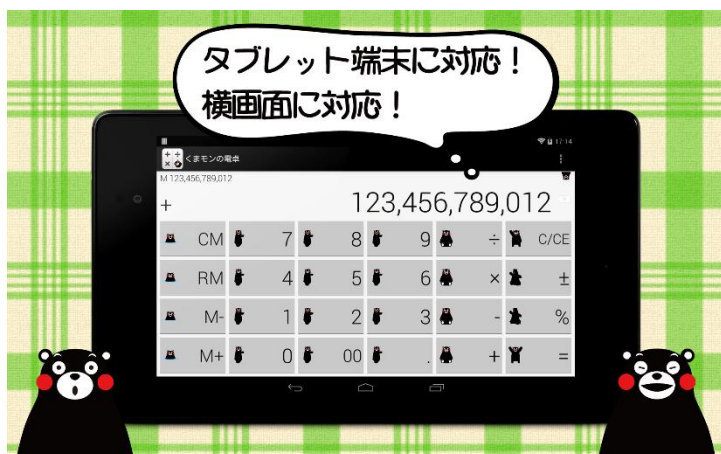 タブレット端末に対応！
横画面に対応！
17:14
くまモンの電卓
M 123,456,789,012
+ 123,456,789,012
CM 7 8 9 ÷ C/CE
RM 4 5 6 × ±
M- 1 2 3 - %
M+ 0 00 . + =